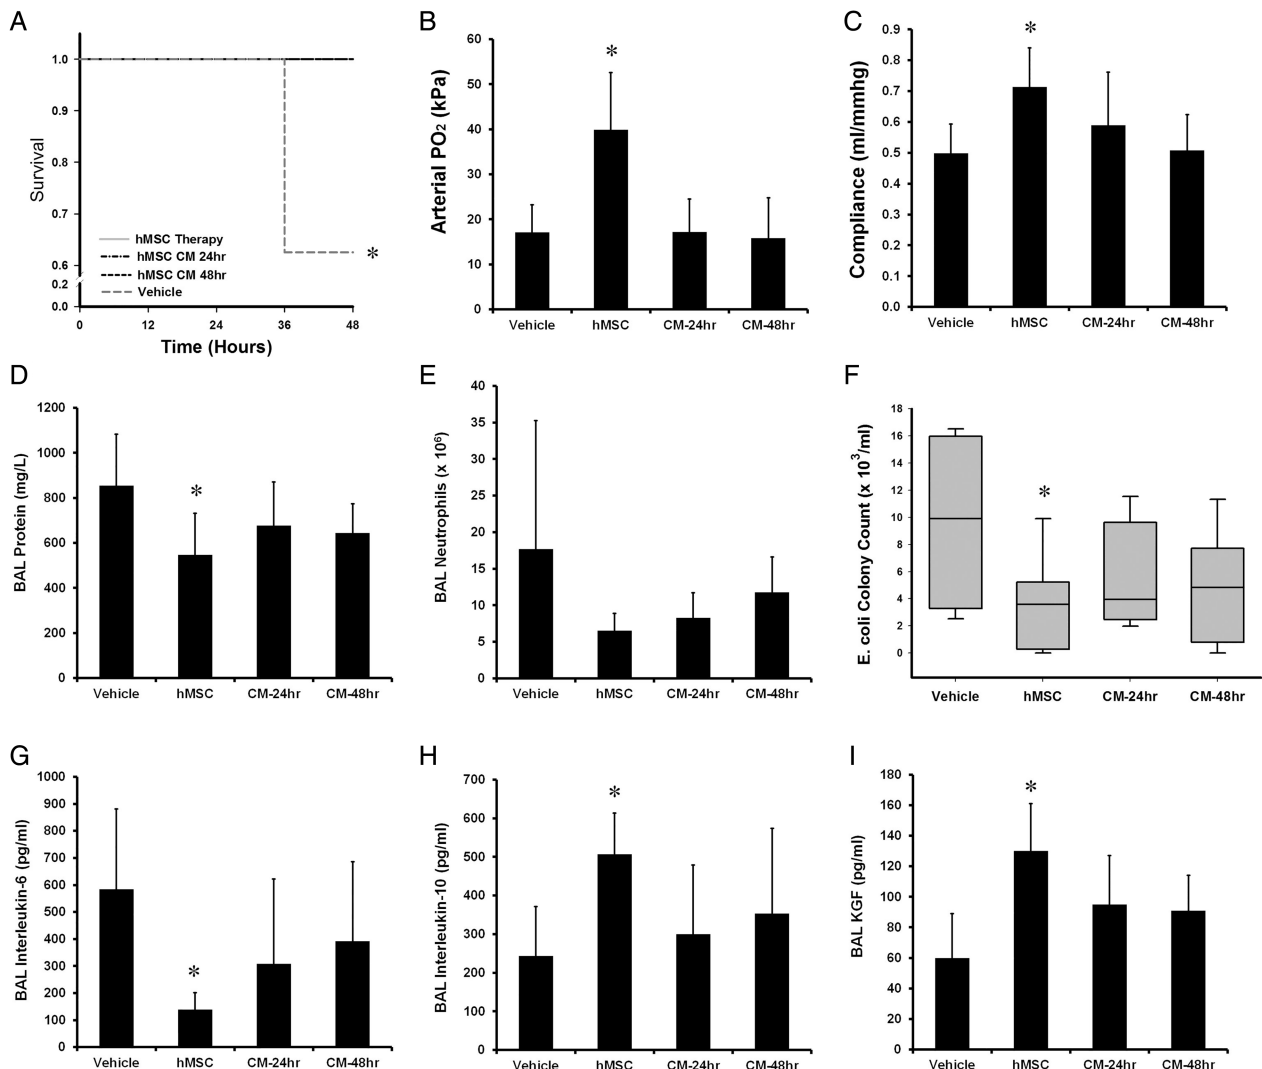 A
Survival
1.0
0.9
0.8
0.7
0.6
0.2
0.0
hMSC Therapy
hMSC CM 24hr
hMSC CM 48hr
Vehicle
*
0 12 24 36 48
Time (Hours)
B
Arterial PO2 (kPa)
60
50
40
30
20
10
0
*
Vehicle hMSC CM-24hr CM-48hr
C
Compliance (ml/mmhg)
0.9
0.8
0.7
0.6
0.5
0.4
0.3
0.2
0.1
0.0
*
Vehicle hMSC CM-24hr CM-48hr
D
BAL Protein (mg/L)
1200
1000
800
600
400
200
0
*
Vehicle hMSC CM-24hr CM-48hr
E
BAL Neutrophils (x 10⁶)
40
35
30
25
20
15
10
5
0
Vehicle hMSC CM-24hr CM-48hr
F
E. coli Colony Count (x 10³/ml)
18
16
14
12
10
8
6
4
2
0
*
Vehicle hMSC CM-24hr CM-48hr
G
BAL Interleukin-6 (pg/ml)
1000
900
800
700
600
500
400
300
200
100
0
*
Vehicle hMSC CM-24hr CM-48hr
H
BAL Interleukin-10 (pg/ml)
700
600
500
400
300
200
100
0
*
Vehicle hMSC CM-24hr CM-48hr
I
BAL KGF (pg/ml)
180
160
140
120
100
80
60
40
20
0
*
Vehicle hMSC CM-24hr CM-48hr